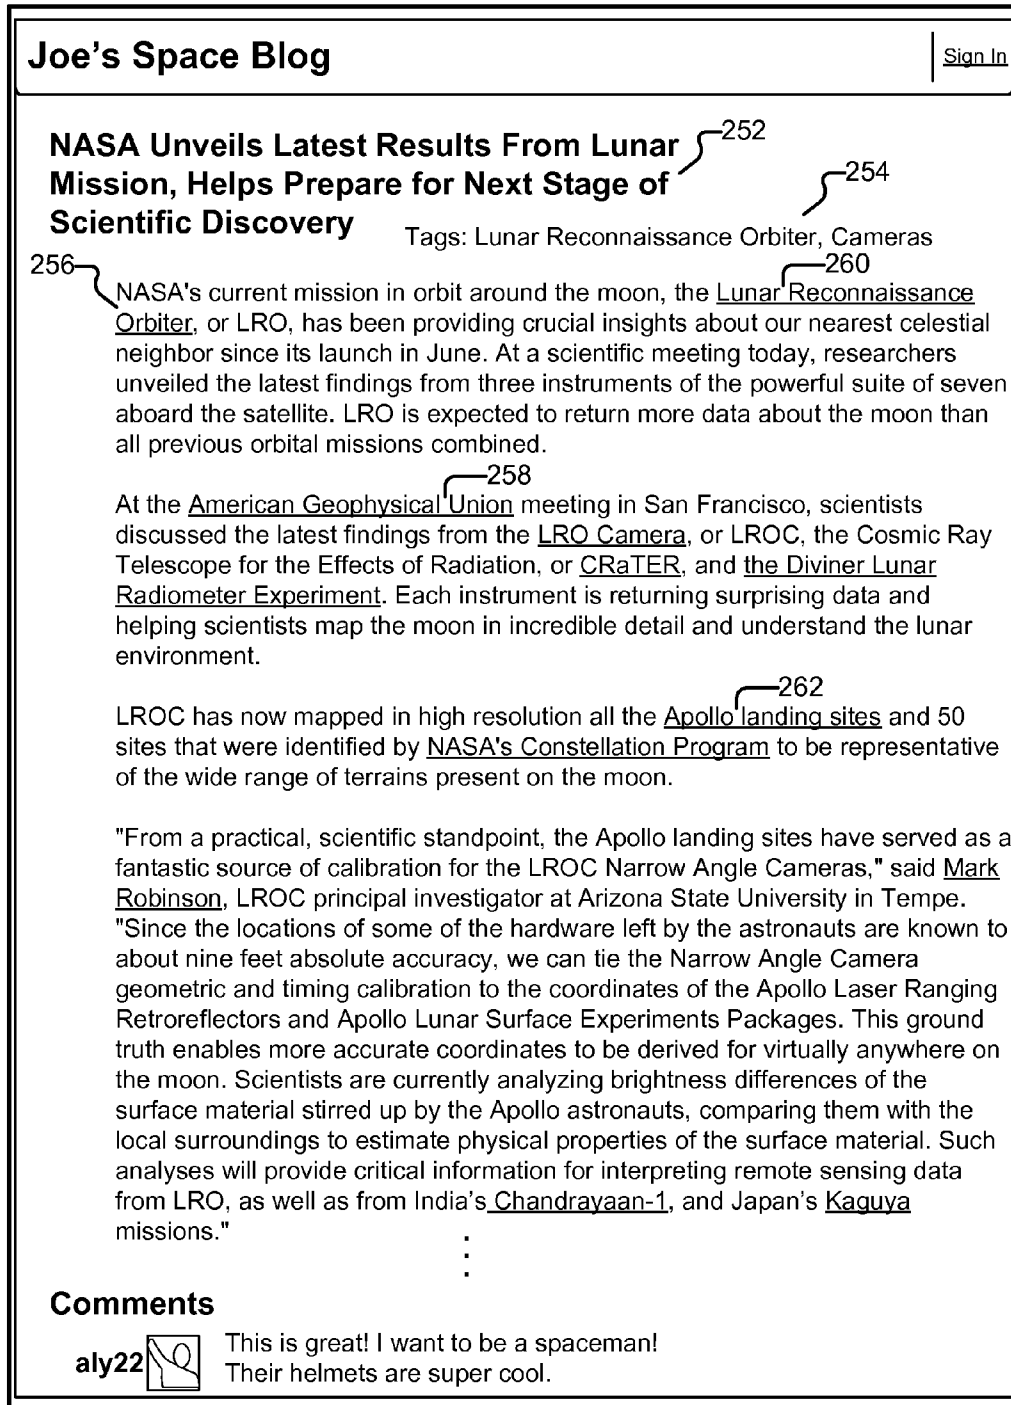 Joe's Space Blog
Sign In
NASA Unveils Latest Results From Lunar
Mission, Helps Prepare for Next Stage of
Scientific Discovery
252
254
Tags: Lunar Reconnaissance Orbiter, Cameras
256
260
NASA's current mission in orbit around the moon, the Lunar Reconnaissance
Orbiter, or LRO, has been providing crucial insights about our nearest celestial
neighbor since its launch in June. At a scientific meeting today, researchers
unveiled the latest findings from three instruments of the powerful suite of seven
aboard the satellite. LRO is expected to return more data about the moon than
all previous orbital missions combined.
258
At the American Geophysical Union meeting in San Francisco, scientists
discussed the latest findings from the LRO Camera, or LROC, the Cosmic Ray
Telescope for the Effects of Radiation, or CRaTER, and the Diviner Lunar
Radiometer Experiment. Each instrument is returning surprising data and
helping scientists map the moon in incredible detail and understand the lunar
environment.
262
LROC has now mapped in high resolution all the Apollo landing sites and 50
sites that were identified by NASA's Constellation Program to be representative
of the wide range of terrains present on the moon.
"From a practical, scientific standpoint, the Apollo landing sites have served as a
fantastic source of calibration for the LROC Narrow Angle Cameras," said Mark
Robinson, LROC principal investigator at Arizona State University in Tempe.
"Since the locations of some of the hardware left by the astronauts are known to
about nine feet absolute accuracy, we can tie the Narrow Angle Camera
geometric and timing calibration to the coordinates of the Apollo Laser Ranging
Retroreflectors and Apollo Lunar Surface Experiments Packages. This ground
truth enables more accurate coordinates to be derived for virtually anywhere on
the moon. Scientists are currently analyzing brightness differences of the
surface material stirred up by the Apollo astronauts, comparing them with the
local surroundings to estimate physical properties of the surface material. Such
analyses will provide critical information for interpreting remote sensing data
from LRO, as well as from India's Chandrayaan-1, and Japan's Kaguya
missions."
Comments
aly22
This is great! I want to be a spaceman!
Their helmets are super cool.